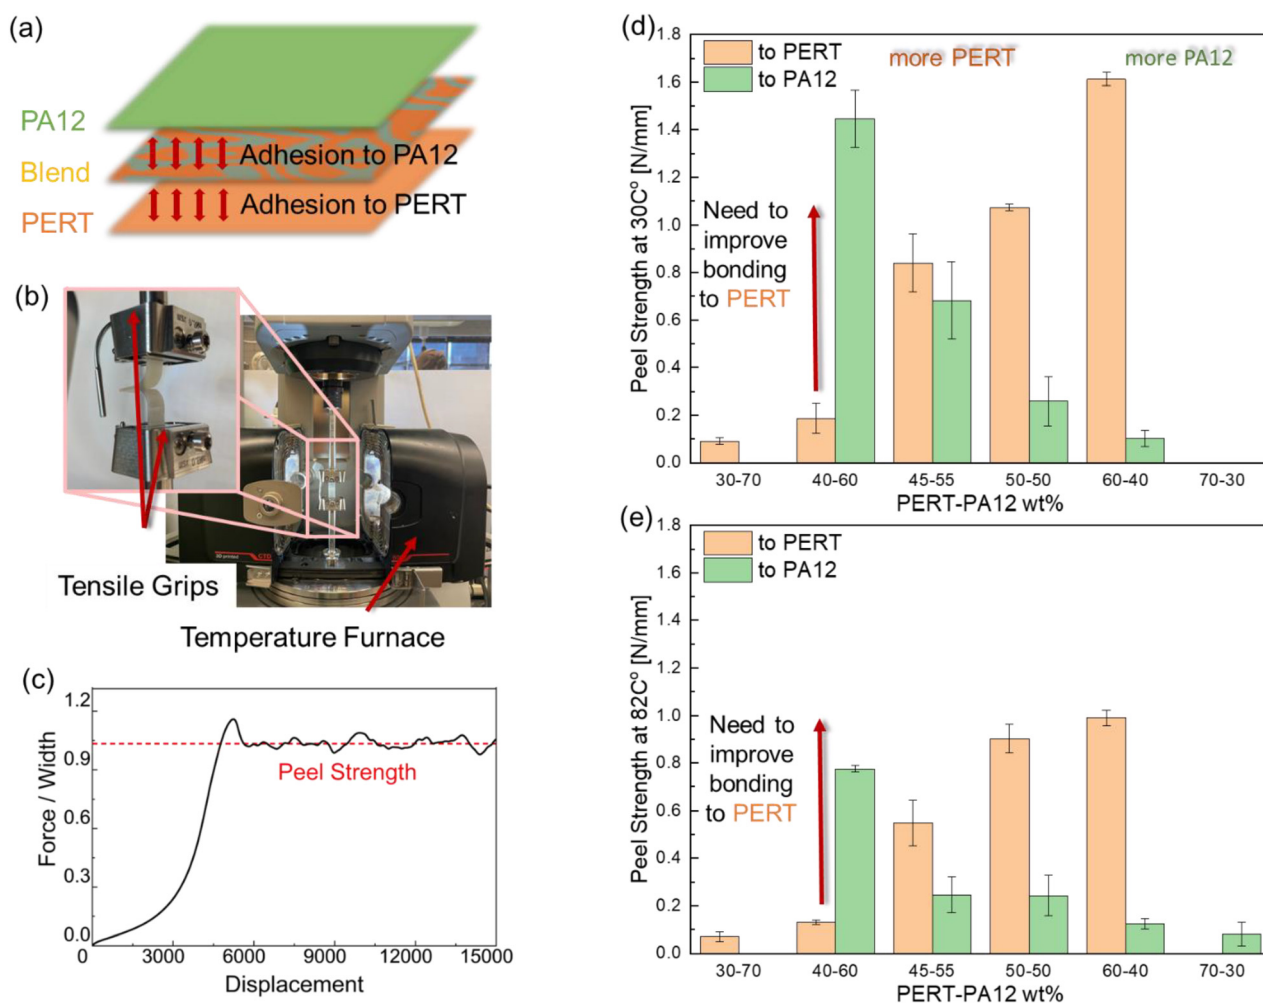 (a)
PA12
Blend
PERT
Adhesion to PA12
Adhesion to PERT
(b)
Tensile Grips
Temperature Furnace
(c)
Force / Width
1.2
0.9
0.6
0.3
0.0
Peel Strength
0 3000 6000 9000 12000 15000
Displacement
(d)
Peel Strength at 30Cº [N/mm]
1.8
1.6
1.4
1.2
1.0
0.8
0.6
0.4
0.2
0.0
to PERT
to PA12
more PERT
more PA12
Need to
improve
bonding
to PERT
30-70 40-60 45-55 50-50 60-40 70-30
PERT-PA12 wt%
(e)
Peel Strength at 82Cº [N/mm]
1.8
1.6
1.4
1.2
1.0
0.8
0.6
0.4
0.2
0.0
to PERT
to PA12
Need to
improve
bonding
to PERT
30-70 40-60 45-55 50-50 60-40 70-30
PERT-PA12 wt%